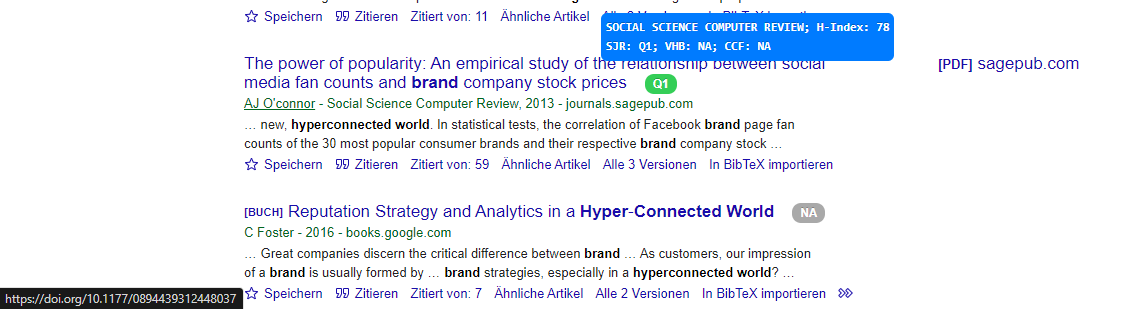 Speichern Zitieren Zitiert von: 11 Ähnliche Artikel
SOCIAL SCIENCE COMPUTER REVIEW; H-Index: 78
SJR: Q1; VHB: NA; CCF: NA
The power of popularity: An empirical study of the relationship between social
media fan counts and brand company stock prices Q1
[PDF] sagepub.com
AJ O'connor - Social Science Computer Review, 2013 - journals.sagepub.com
... new, hyperconnected world. In statistical tests, the correlation of Facebook brand page fan
counts of the 30 most popular consumer brands and their respective brand company stock ...
Speichern Zitieren Zitiert von: 59 Ähnliche Artikel Alle 3 Versionen In BibTeX importieren
[BUCH] Reputation Strategy and Analytics in a Hyper-Connected World NA
C Foster - 2016 - books.google.com
... Great companies discern the critical difference between brand ... As customers, our impression
of a brand is usually formed by ... brand strategies, especially in a hyperconnected world? ...
Speichern Zitieren Zitiert von: 7 Ähnliche Artikel Alle 2 Versionen In BibTeX importieren
https://doi.org/10.1177/0894439312448037